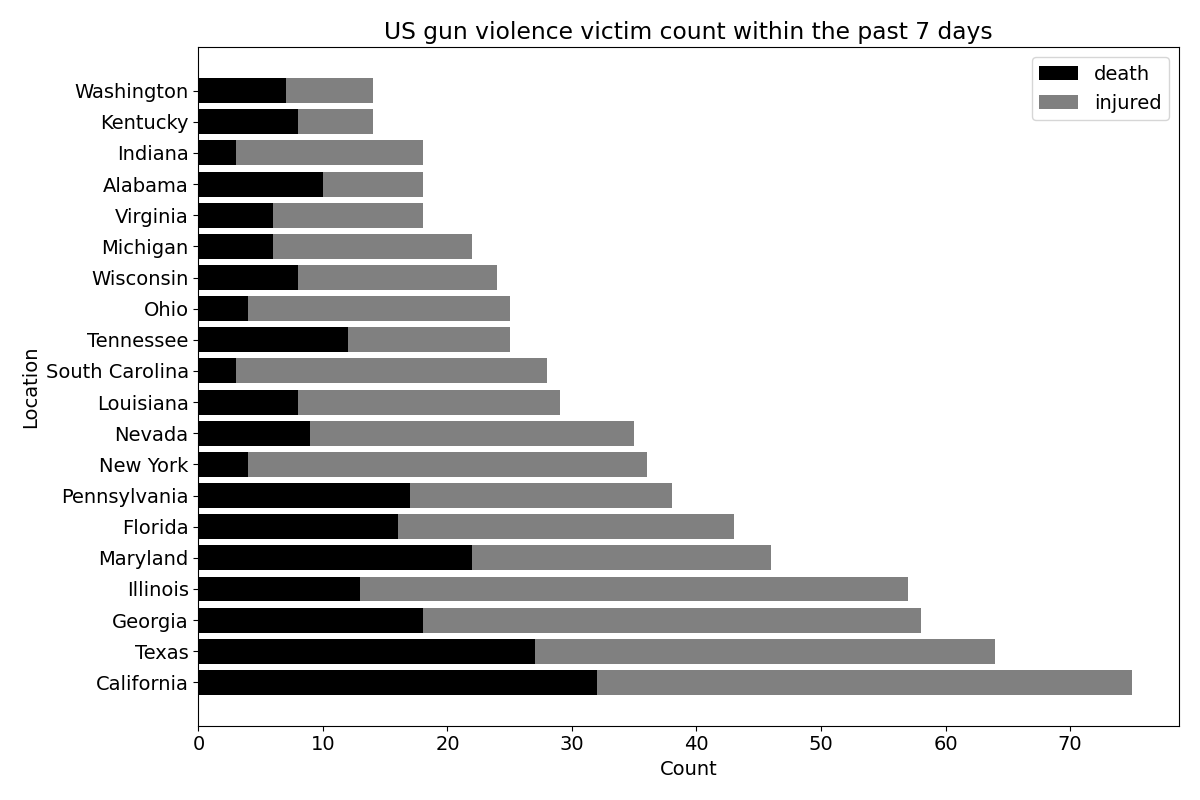 US gun violence victim count within the past 7 days
death
injured
Washington
Kentucky
Indiana
Alabama
Virginia
Michigan
Wisconsin
Ohio
Tennessee
South Carolina
Louisiana
Nevada
New York
Pennsylvania
Florida
Maryland
Illinois
Georgia
Texas
California
Location
0 10 20 30 40 50 60 70
Count